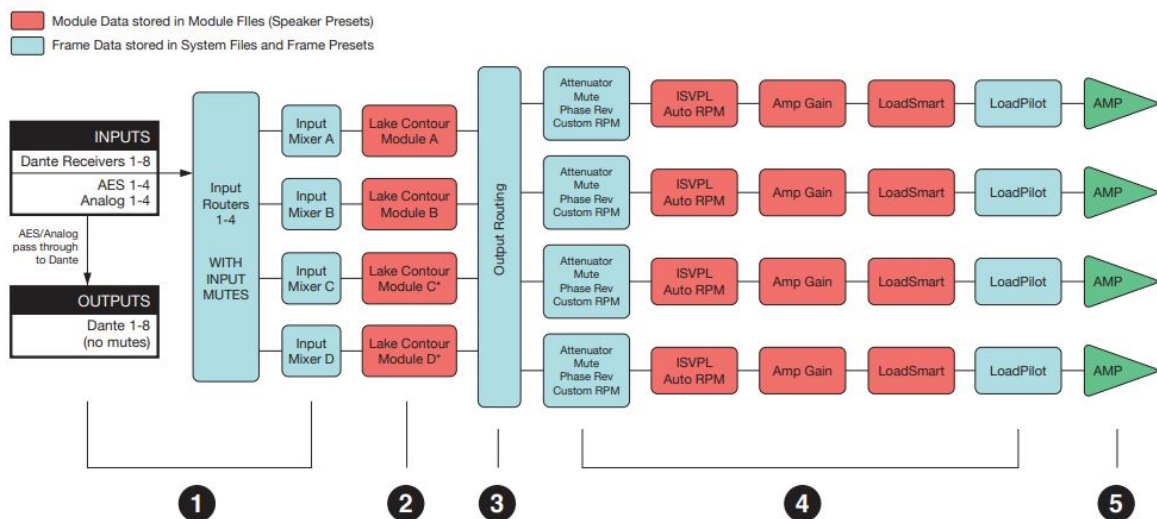 Module Data stored in Module FIles (Speaker Presets)
Frame Data stored in System Files and Frame Presets
INPUTS
Dante Receivers 1-8
AES 1-4
Analog 1-4
AES/Analog
pass through
to Dante
OUTPUTS
Dante 1-8
(no mutes)
Input
Routers
1-4
WITH
INPUT
MUTES
Input
Mixer A
Lake Contour
Module A
Input
Mixer B
Lake Contour
Module B
Input
Mixer C
Lake Contour
Module C*
Input
Mixer D
Lake Contour
Module D*
Output Routing
Attenuator
Mute
Phase Rev
Custom RPM
ISVPL
Auto RPM
Amp Gain
LoadSmart
LoadPilot
AMP
Attenuator
Mute
Phase Rev
Custom RPM
ISVPL
Auto RPM
Amp Gain
LoadSmart
LoadPilot
AMP
Attenuator
Mute
Phase Rev
Custom RPM
ISVPL
Auto RPM
Amp Gain
LoadSmart
LoadPilot
AMP
Attenuator
Mute
Phase Rev
Custom RPM
ISVPL
Auto RPM
Amp Gain
LoadSmart
LoadPilot
AMP
1
2
3
4
5